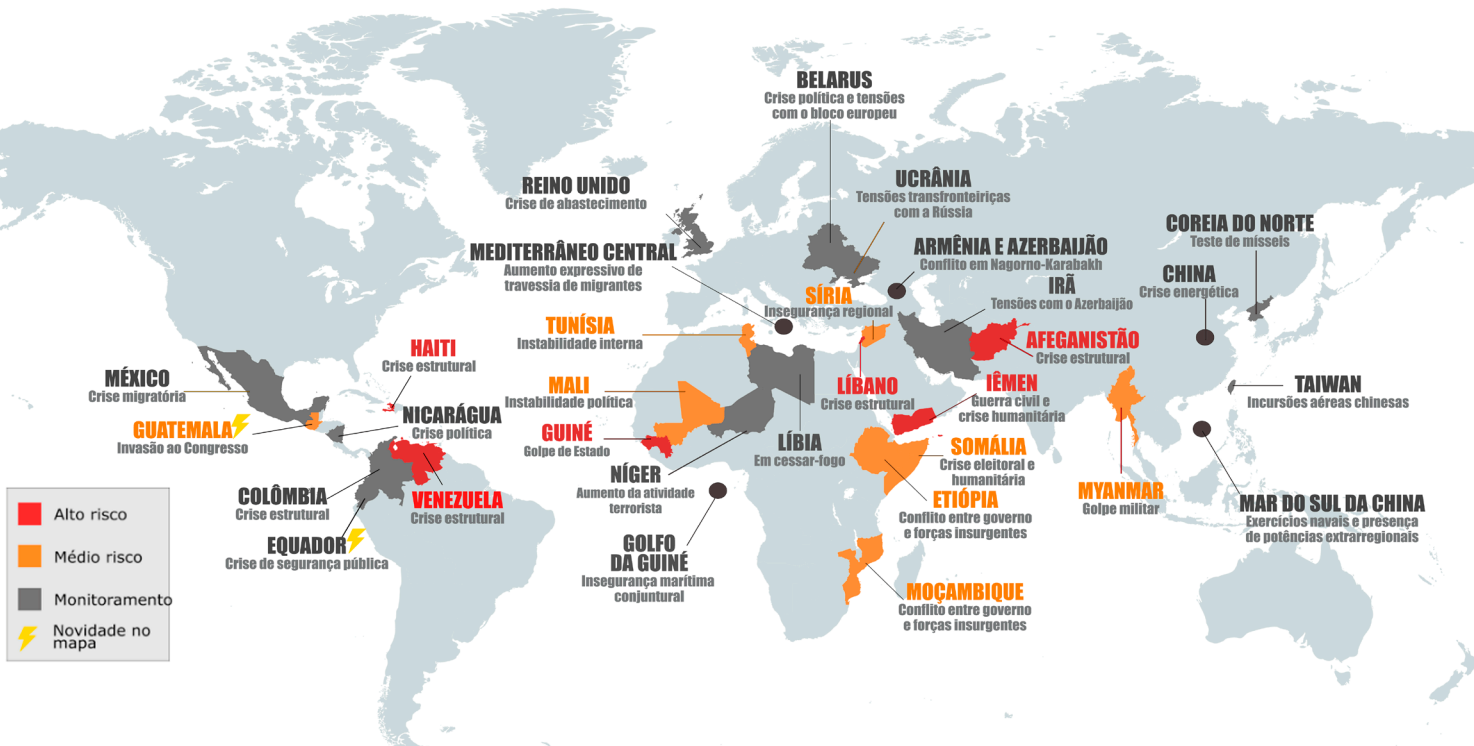 BELARUS
Crise política e tensões
com o bloco europeu
REINO UNIDO
Crise de abastecimento
UCRÂNIA
Tensões transfronteiriças
com a Rússia
MEDITERRÂNEO CENTRAL
Aumento expressivo de
travessia de migrantes
ARMÊNIA E AZERBAIJÃO
Conflito em Nagorno-Karabakh
COREIA DO NORTE
Teste de mísseis
CHINA
Crise energética
IRÃ
Tensões com o Azerbaijão
SÍRIA
Insegurança regional
TUNÍSIA
Instabilidade interna
AFEGANISTÃO
Crise estrutural
HAITI
Crise estrutural
MÉXICO
Crise migratória
MALI
Instabilidade política
LÍBANO
Crise estrutural
IÊMEN
Guerra civil e
crise humanitária
TAIWAN
Incursões aéreas chinesas
NICARÁGUA
Crise política
GUATEMALA
Invasão ao Congresso
GUINÉ
Golpe de Estado
LÍBIA
Em cessar-fogo
SOMÁLIA
Crise eleitoral e
humanitária
NÍGER
Aumento da atividade
terrorista
COLÔMBIA
Crise estrutural
VENEZUELA
Crise estrutural
ETIÓPIA
Conflito entre governo
e forças insurgentes
MYANMAR
Golpe militar
MAR DO SUL DA CHINA
Exercícios navais e presença
de potências extrarregionais
EQUADOR
Crise de segurança pública
GOLFO
DA GUINÉ
Insegurança marítima
conjuntural
MOÇAMBIQUE
Conflito entre governo
e forças insurgentes
Alto risco
Médio risco
Monitoramento
Novidade no
mapa